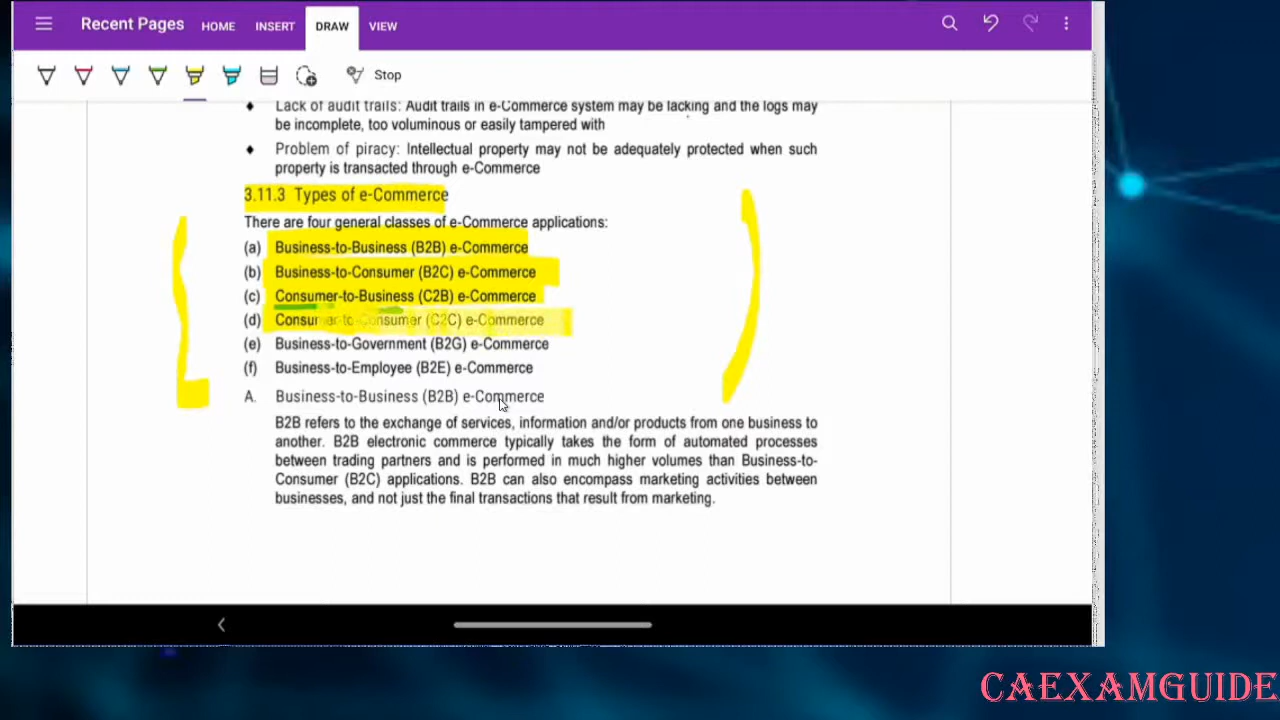 Recent Pages HOME INSERT DRAW VIEW
Stop
♦ Lack of audit trails: Audit trails in e-Commerce system may be lacking and the logs may
be incomplete, too voluminous or easily tampered with
♦ Problem of piracy: Intellectual property may not be adequately protected when such
property is transacted through e-Commerce
3.11.3 Types of e-Commerce
There are four general classes of e-Commerce applications:
(a) Business-to-Business (B2B) e-Commerce
(b) Business-to-Consumer (B2C) e-Commerce
(c) Consumer-to-Business (C2B) e-Commerce
(d) Consumer-to-Consumer (C2C) e-Commerce
(e) Business-to-Government (B2G) e-Commerce
(f) Business-to-Employee (B2E) e-Commerce
A. Business-to-Business (B2B) e-Commerce
B2B refers to the exchange of services, information and/or products from one business to
another. B2B electronic commerce typically takes the form of automated processes
between trading partners and is performed in much higher volumes than Business-to-
Consumer (B2C) applications. B2B can also encompass marketing activities between
businesses, and not just the final transactions that result from marketing.
CAEXAMGUIDE